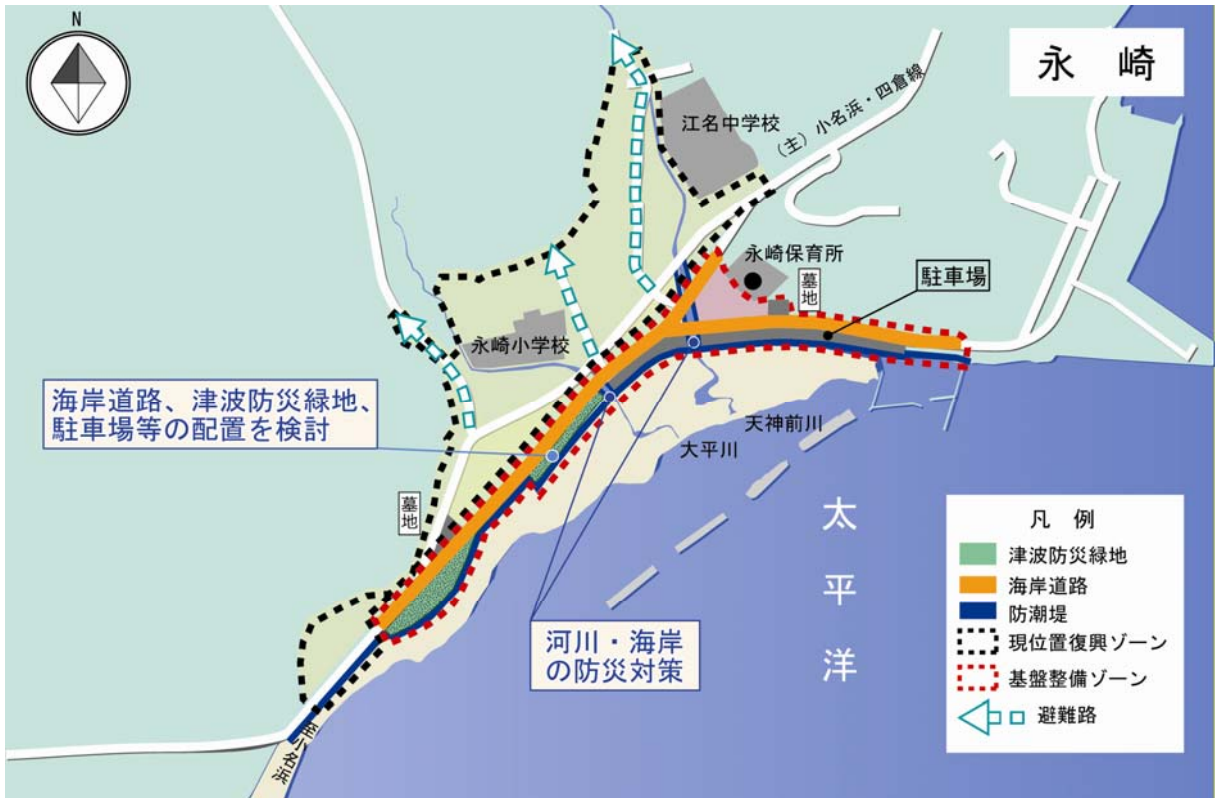 N
永 崎
江名中学校
(主)小名浜・四倉線
永崎保育所
墓地
駐車場
永崎小学校
海岸道路、津波防災緑地、
駐車場等の配置を検討
天神前川
大平川
墓地
太平洋
河川・海岸
の防災対策
至小名浜
凡 例
津波防災緑地
海岸道路
防潮堤
現位置復興ゾーン
基盤整備ゾーン
避難路